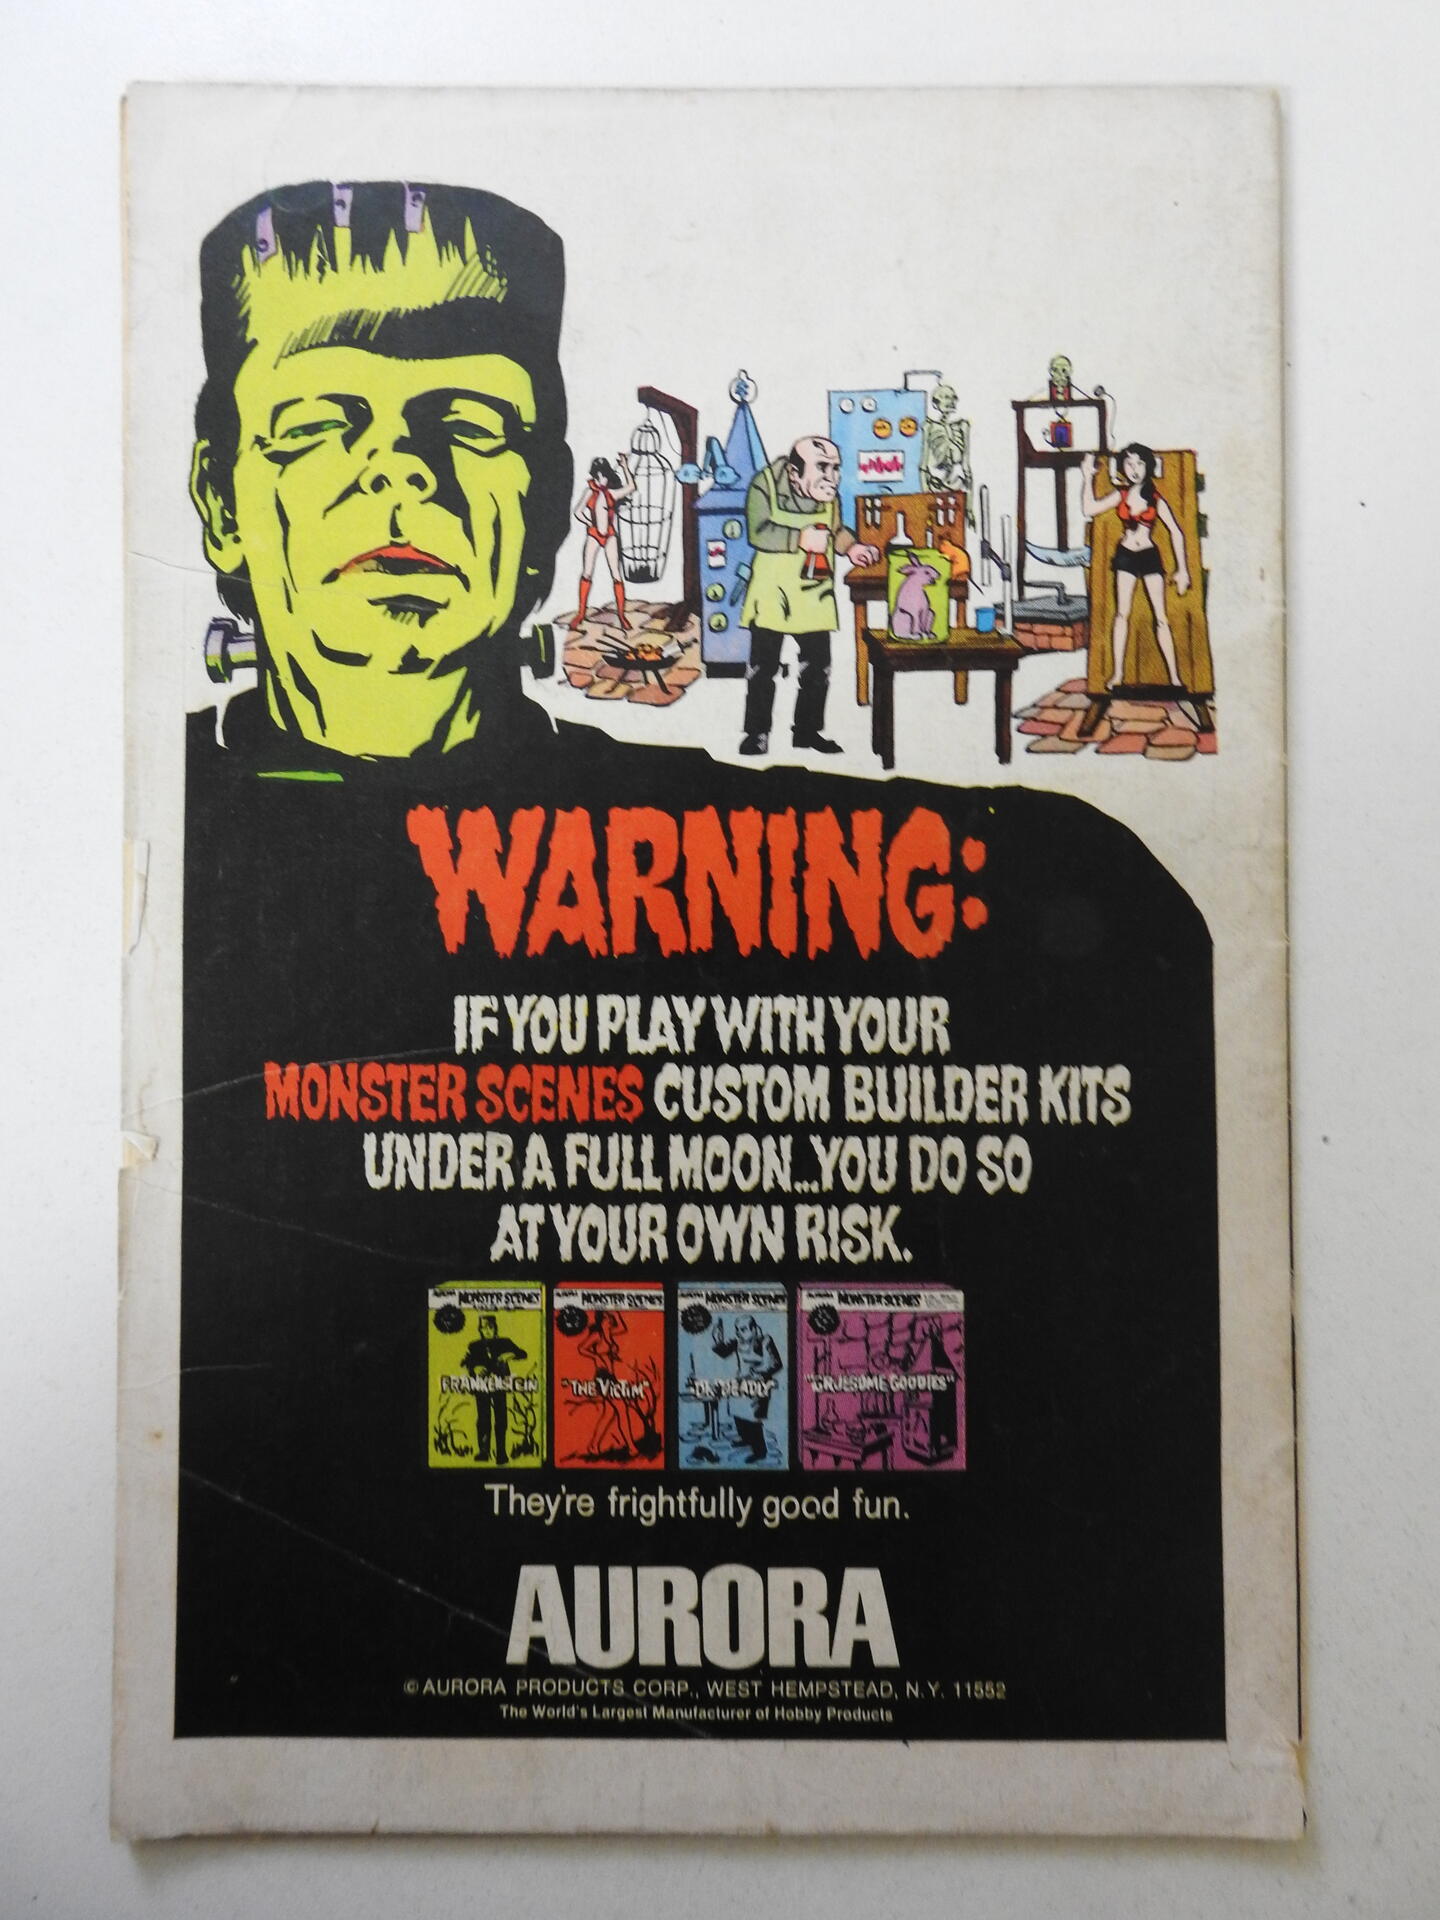 WARNING:
IF YOU PLAY WITH YOUR
MONSTER SCENES CUSTOM BUILDER KITS
UNDER A FULL MOON...YOU DO SO
AT YOUR OWN RISK.
MONSTER SCENES MONSTER SCENES MONSTER SCENES MONSTER SCENES
FRANKENSTEIN "THE VICTIM" "DR. DEADLY" "GRUESOME GOODIES"
They're frightfully good fun.
AURORA
© AURORA PRODUCTS CORP., WEST HEMPSTEAD, N.Y. 11552
The World's Largest Manufacturer of Hobby Products